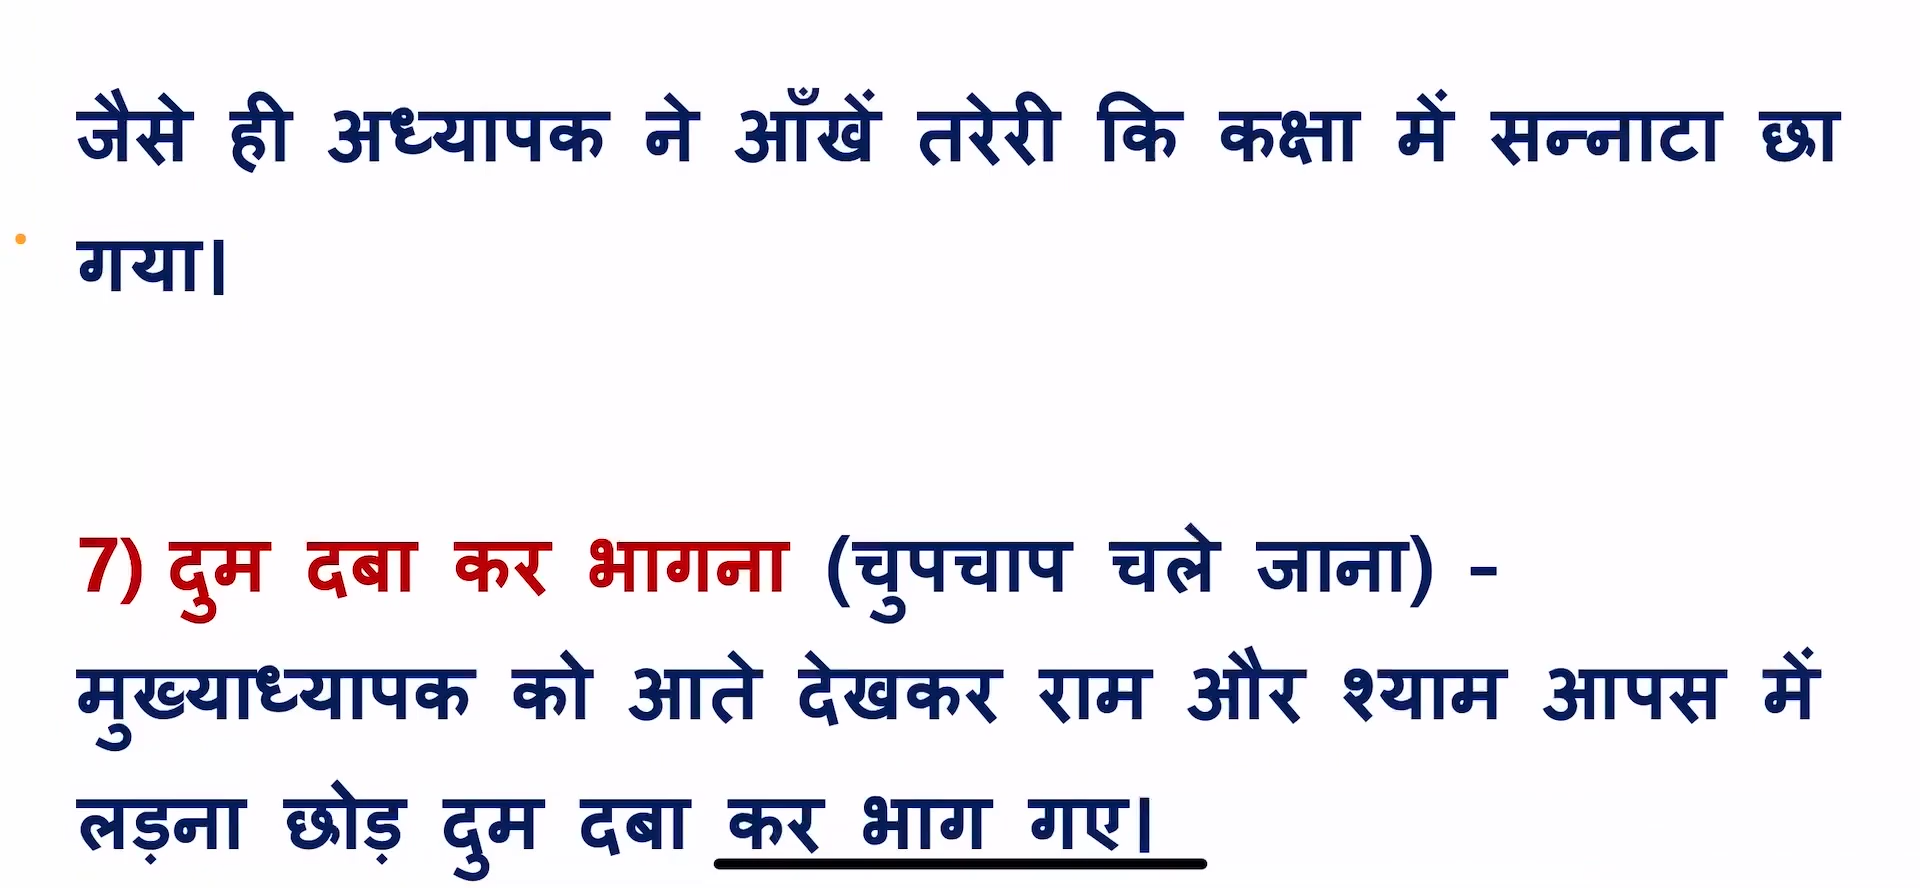 जैसे ही अध्यापक ने आँखें तरेरी कि कक्षा में सन्नाटा छा
गया।
7) दुम दबा कर भागना (चुपचाप चले जाना) –
मुख्याध्यापक को आते देखकर राम और श्याम आपस में
लड़ना छोड़ दुम दबा कर भाग गए।